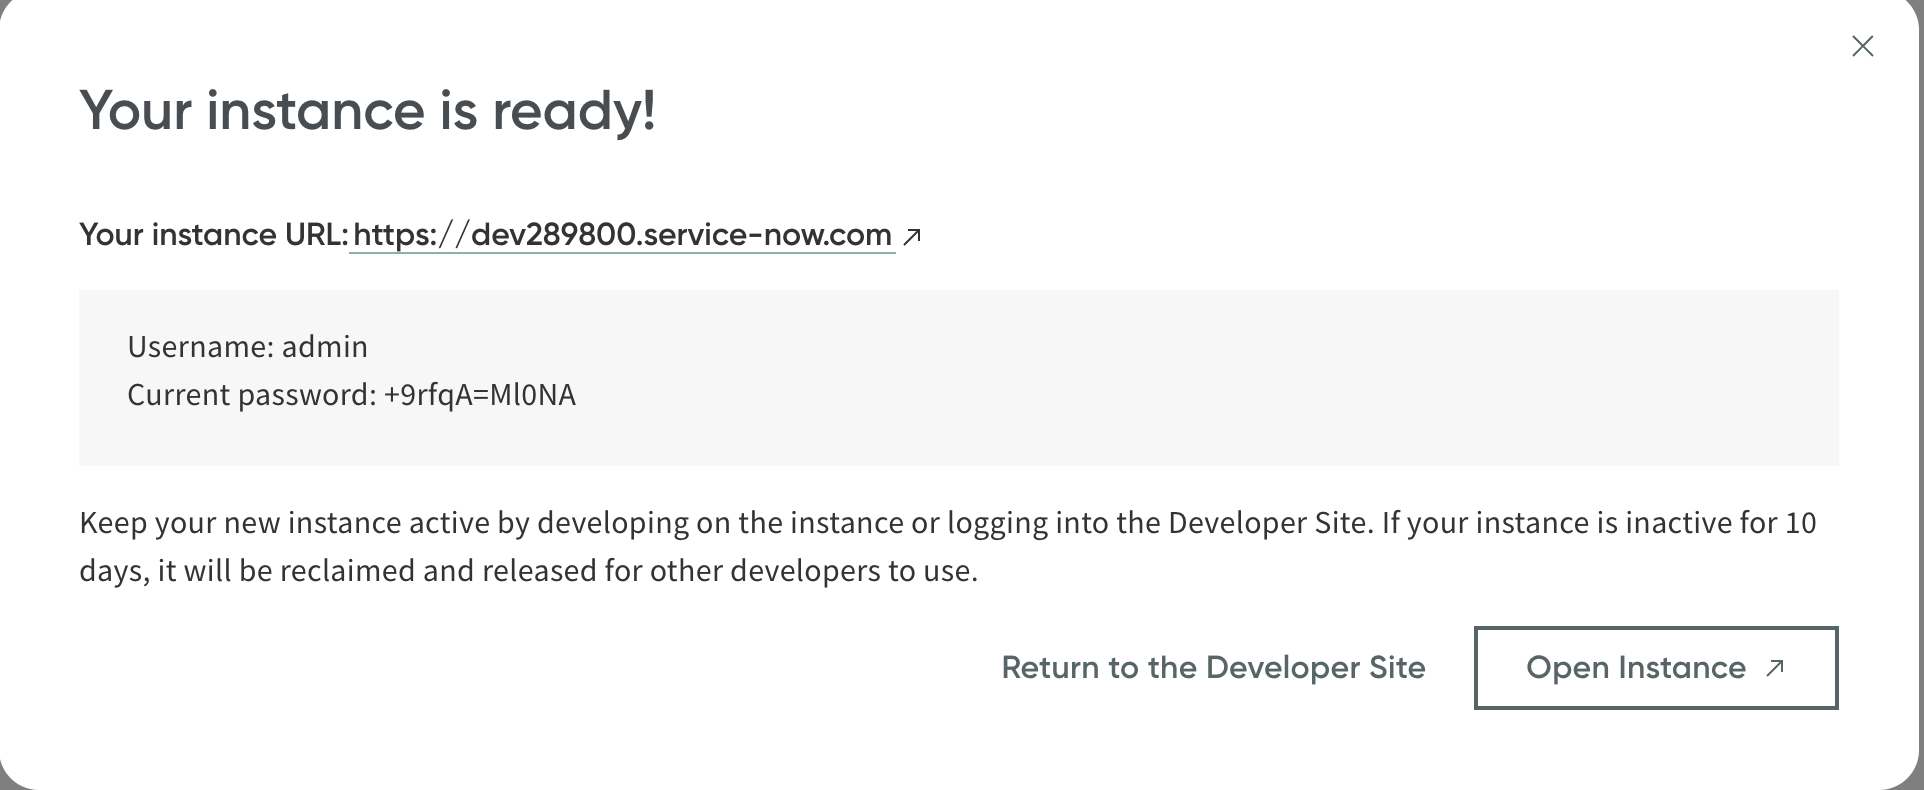 Your instance is ready!
Your instance URL: https://dev289800.service-now.com
Username: admin
Current password: +9rfqA=Ml0NA
Keep your new instance active by developing on the instance or logging into the Developer Site. If your instance is inactive for 10
days, it will be reclaimed and released for other developers to use.
Return to the Developer Site
Open Instance